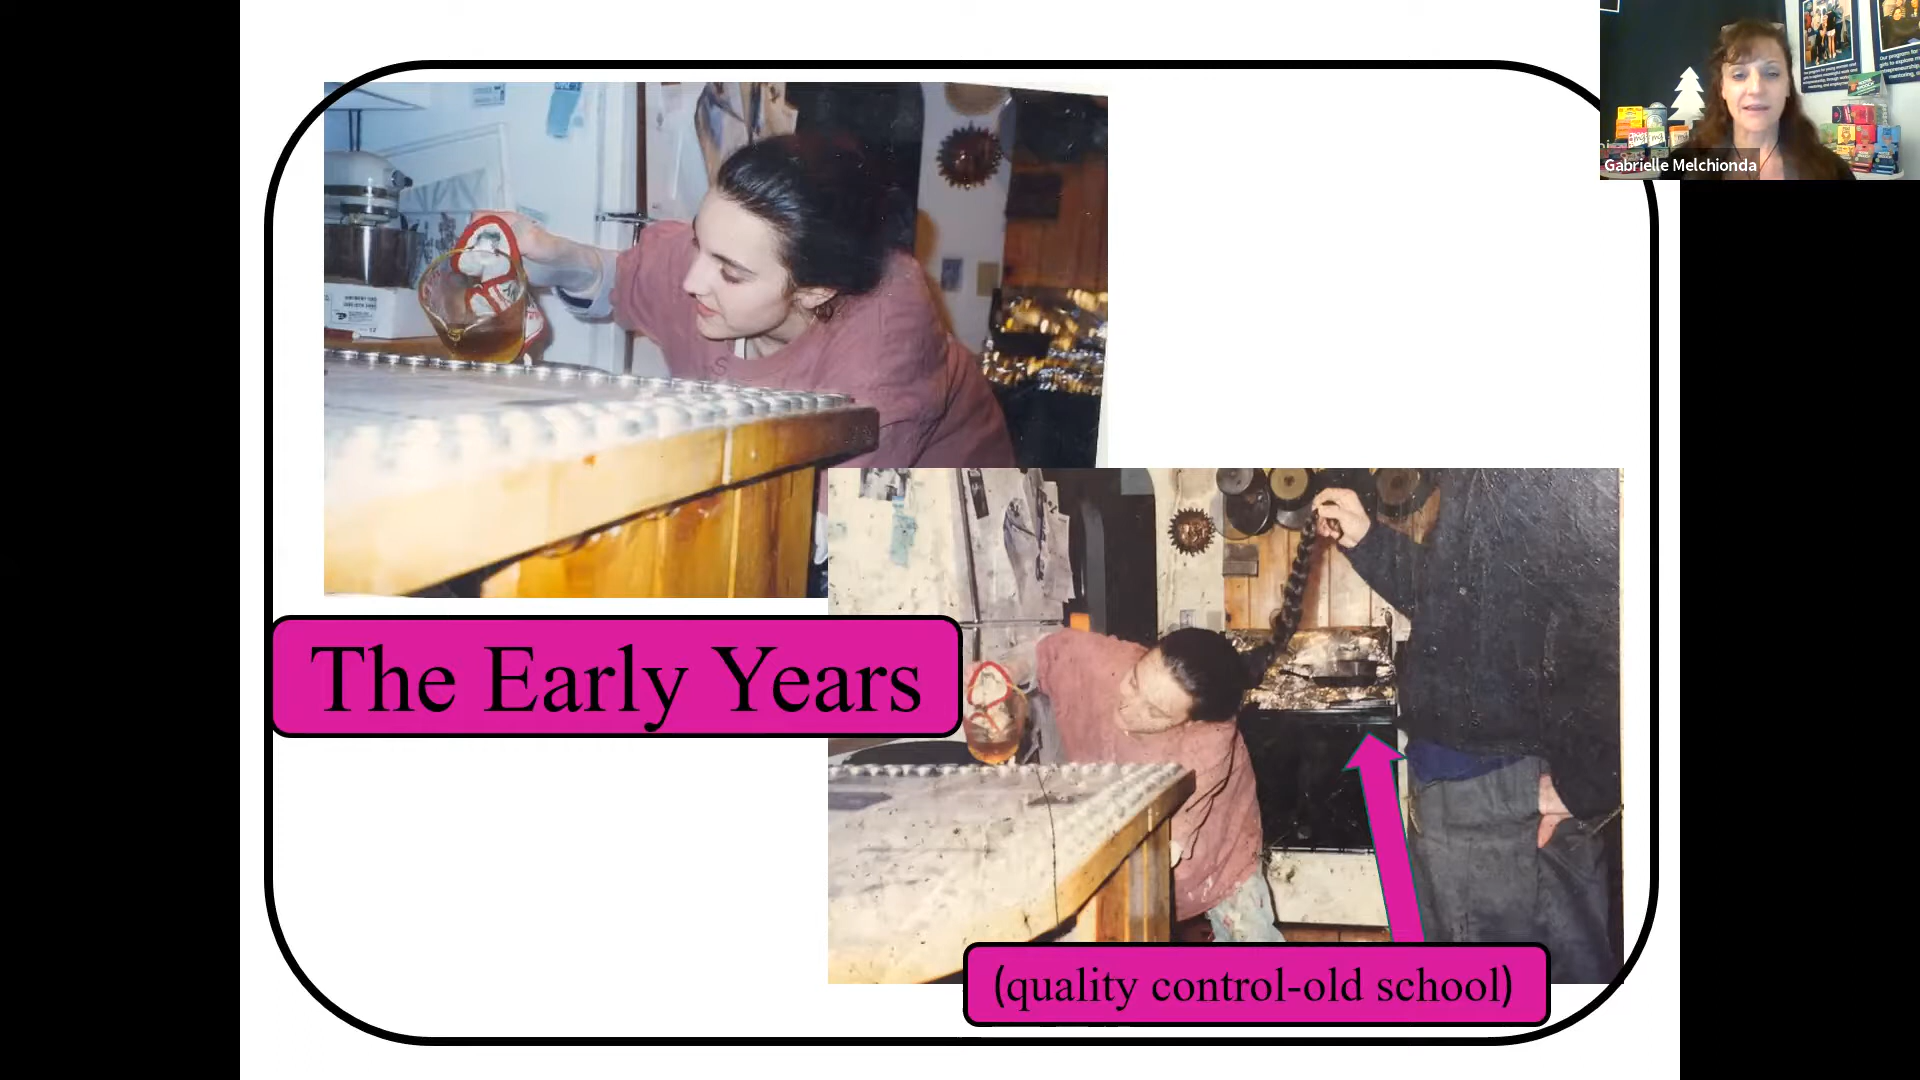 Gabrielle Melchionda
The Early Years
(quality control-old school)